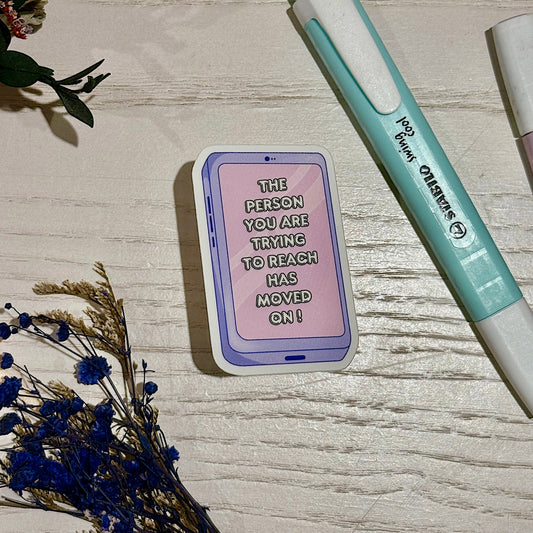 THE
PERSON
YOU ARE
TRYING
TO REACH
HAS
MOVED
ON !
swing
cool
STABILO